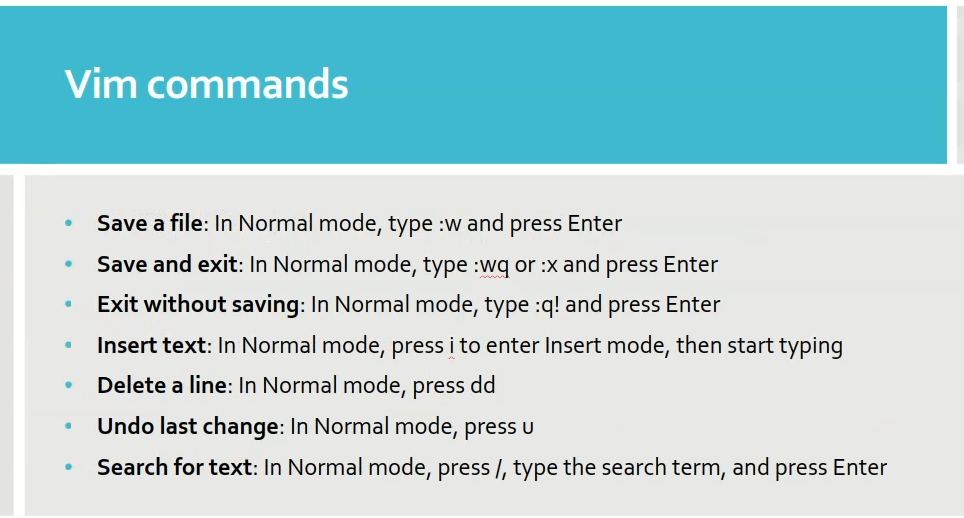 Vim commands
• Save a file: In Normal mode, type :w and press Enter
• Save and exit: In Normal mode, type :wq or :x and press Enter
• Exit without saving: In Normal mode, type :q! and press Enter
• Insert text: In Normal mode, press i to enter Insert mode, then start typing
• Delete a line: In Normal mode, press dd
• Undo last change: In Normal mode, press u
• Search for text: In Normal mode, press /, type the search term, and press Enter